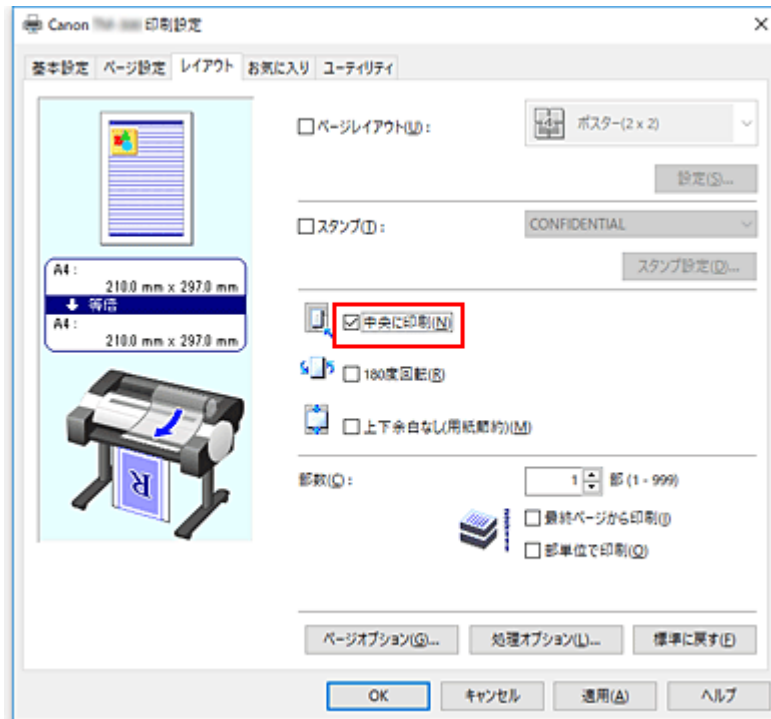 Canon 印刷設定
基本設定 ページ設定 レイアウト お気に入り ユーティリティ
ページレイアウト(U):
ポスター(2 x 2)
設定(S)...
スタンプ(T):
CONFIDENTIAL
スタンプ設定(D)...
A4 :
210.0 mm x 297.0 mm
等倍
A4 :
210.0 mm x 297.0 mm
中央に印刷(N)
180度回転(R)
上下余白なし(用紙節約)(M)
R
部数(C):
1 部 (1 - 999)
最終ページから印刷(I)
部単位で印刷(O)
ページオプション(G)... 処理オプション(L)... 標準に戻す(F)
OK キャンセル 適用(A) ヘルプ